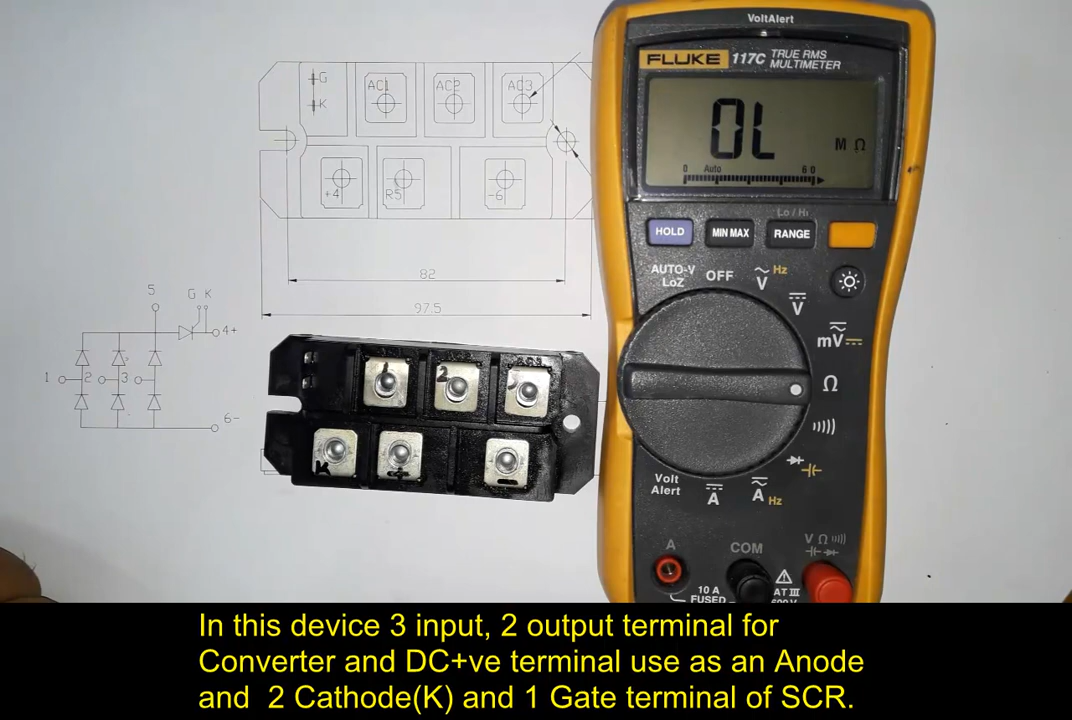 VoltAlert
FLUKE 117C TRUE RMS
MULTIMETER
OL
M Ω
0 Auto 60
Lo / Hi
HOLD MIN MAX RANGE
AUTO-V
LoZ
OFF
V Hz
V
mV
Ω
Volt
Alert
A
A Hz
A COM V Ω
10 A
FUSED
AT III
G
K
AC1 AC2 AC3
+4 R5 -6
82
97.5
5 G K
4+
1 2 3
6-
1 2
K + -
In this device 3 input, 2 output terminal for
Converter and DC+ve terminal use as an Anode
and 2 Cathode(K) and 1 Gate terminal of SCR.